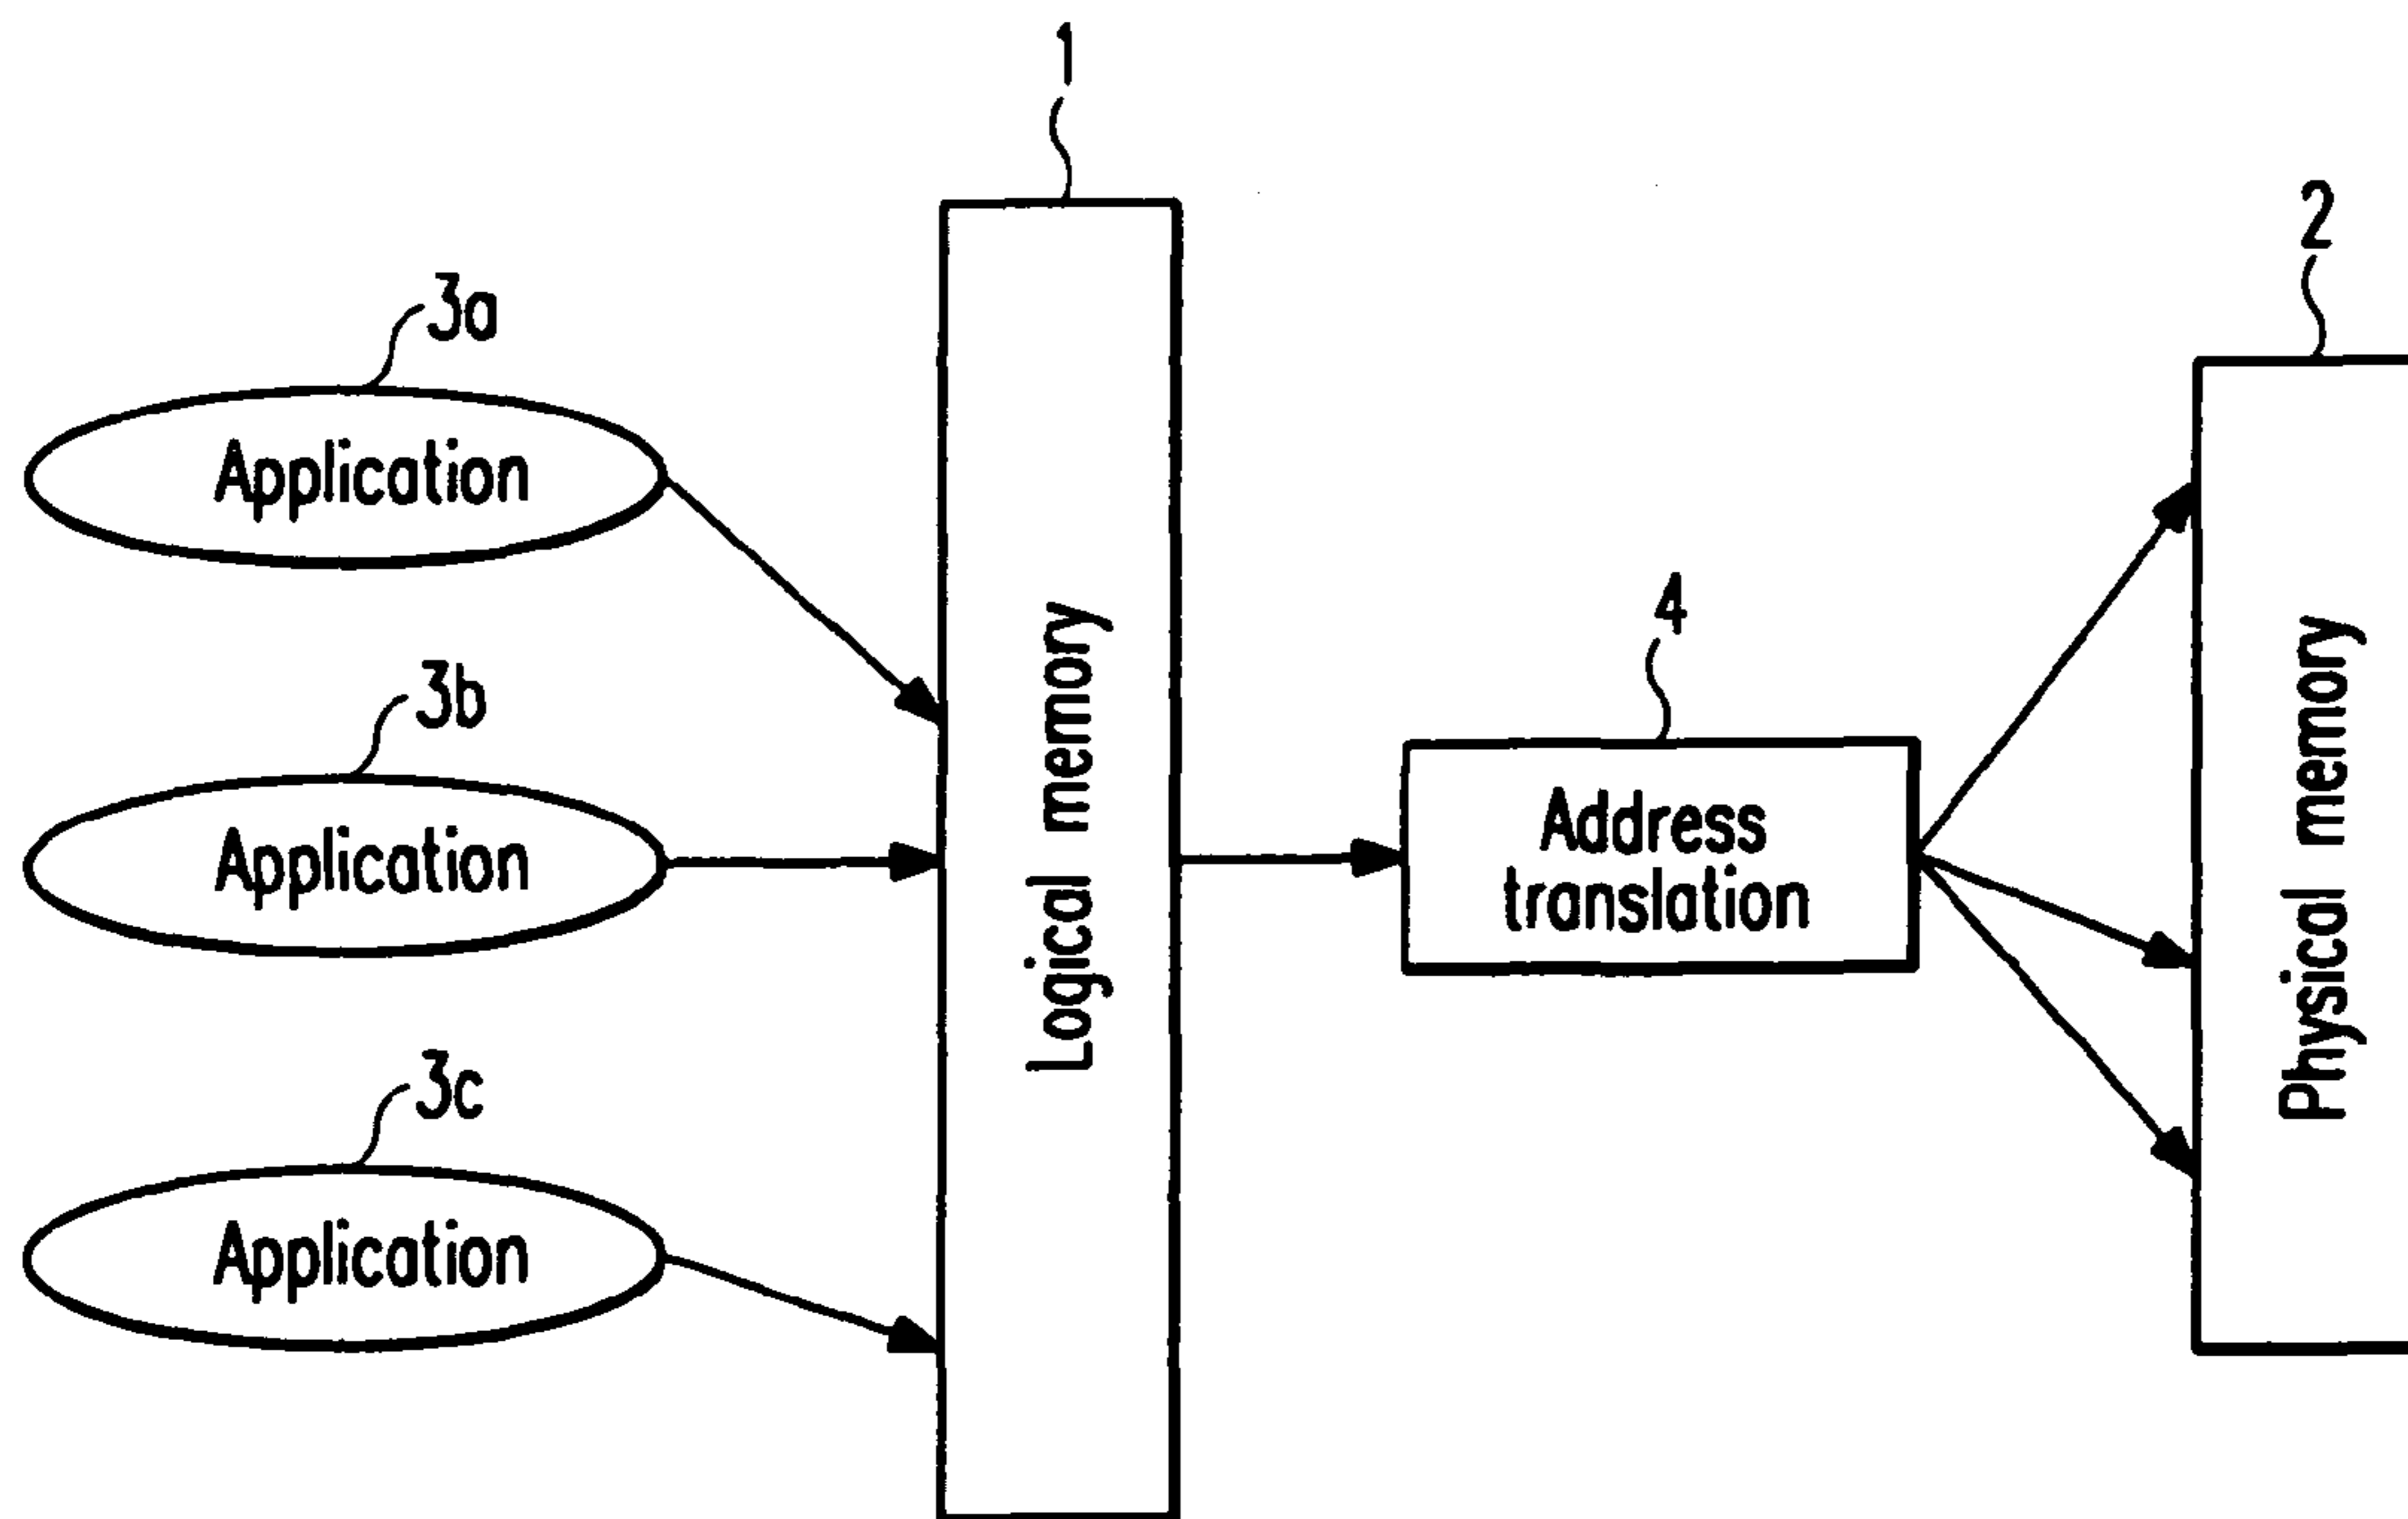 1
2
3a
Application
Logical memory
4
3b
Application
Address
translation
Physical memory
3c
Application